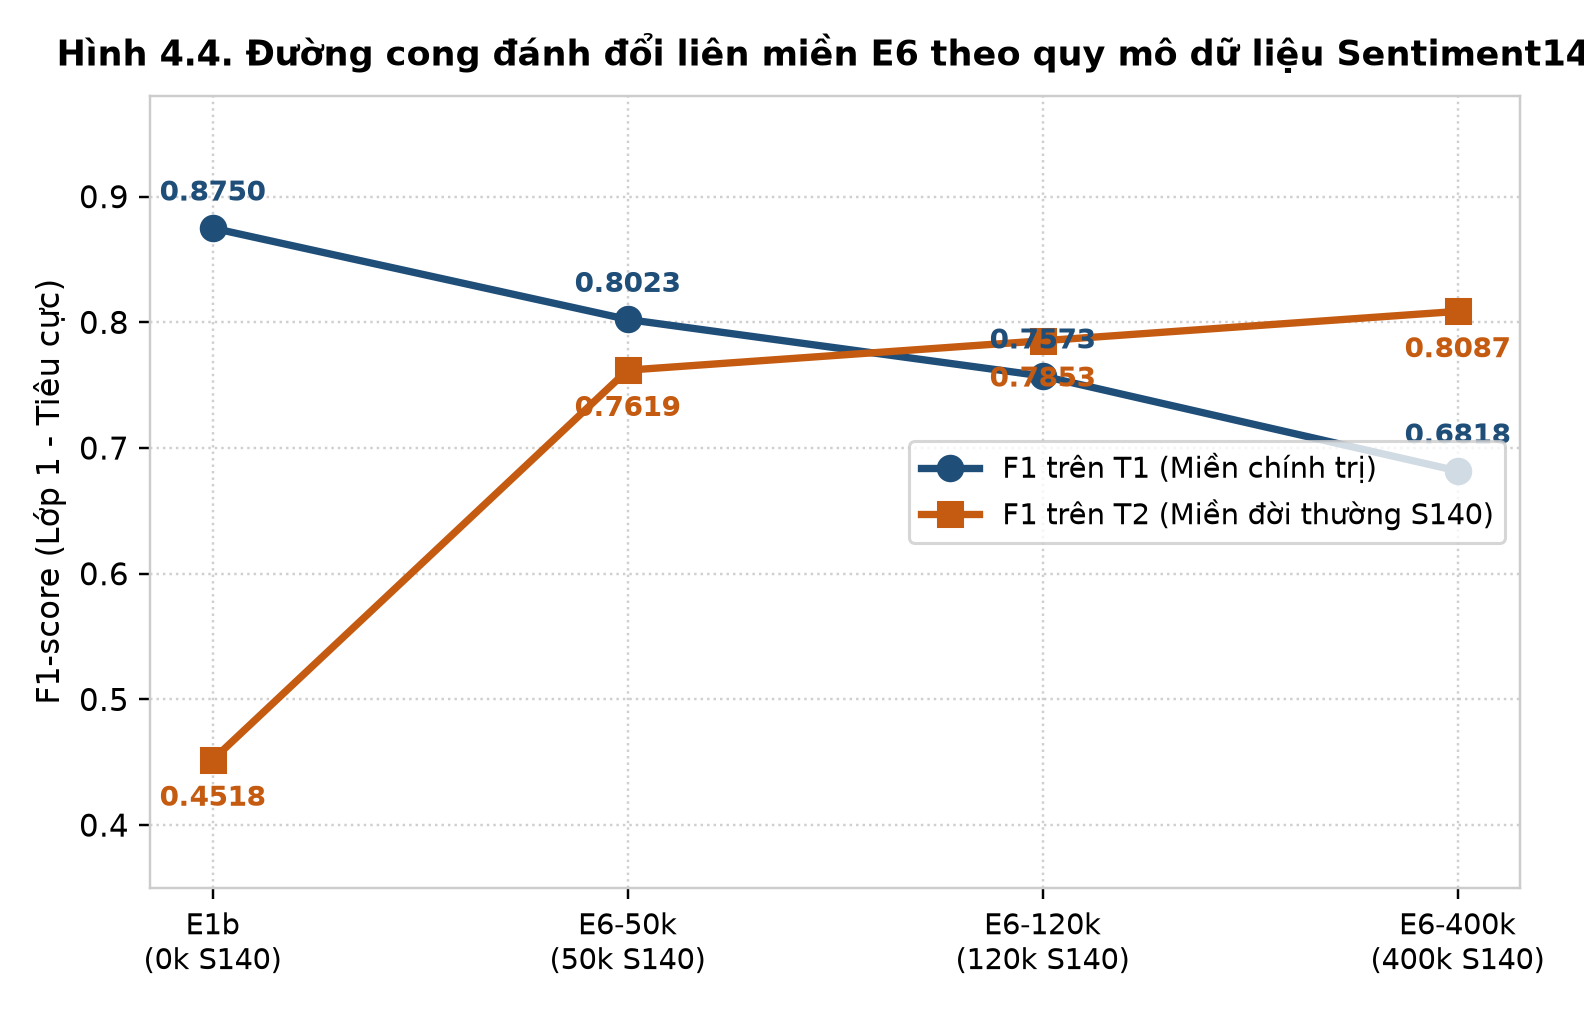 Hình 4.4. Đường cong đánh đổi liên miền E6 theo quy mô dữ liệu Sentiment14
F1-score (Lớp 1 - Tiêu cực)
0.9
0.8
0.7
0.6
0.5
0.4
0.8750
0.8023
0.7573
0.6818
0.4518
0.7619
0.7853
0.8087
F1 trên T1 (Miền chính trị)
F1 trên T2 (Miền đời thường S140)
E1b
(0k S140)
E6-50k
(50k S140)
E6-120k
(120k S140)
E6-400k
(400k S140)